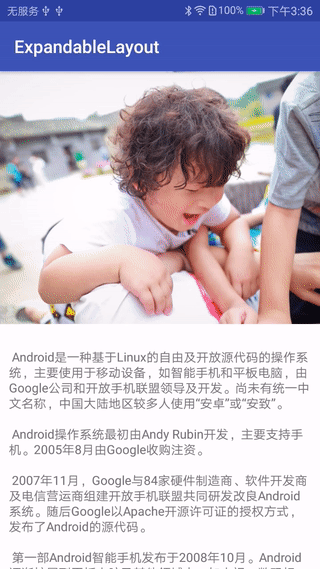 无服务 100% 下午3:36
ExpandableLayout
Android是一种基于Linux的自由及开放源代码的操作系
统，主要使用于移动设备，如智能手机和平板电脑，由
Google公司和开放手机联盟领导及开发。尚未有统一中
文名称，中国大陆地区较多人使用“安卓”或“安致”。
Android操作系统最初由Andy Rubin开发，主要支持手
机。2005年8月由Google收购注资。
2007年11月，Google与84家硬件制造商、软件开发商
及电信营运商组建开放手机联盟共同研发改良Android
系统。随后Google以Apache开源许可证的授权方式，
发布了Android的源代码。
第一部Android智能手机发布于2008年10月。Android